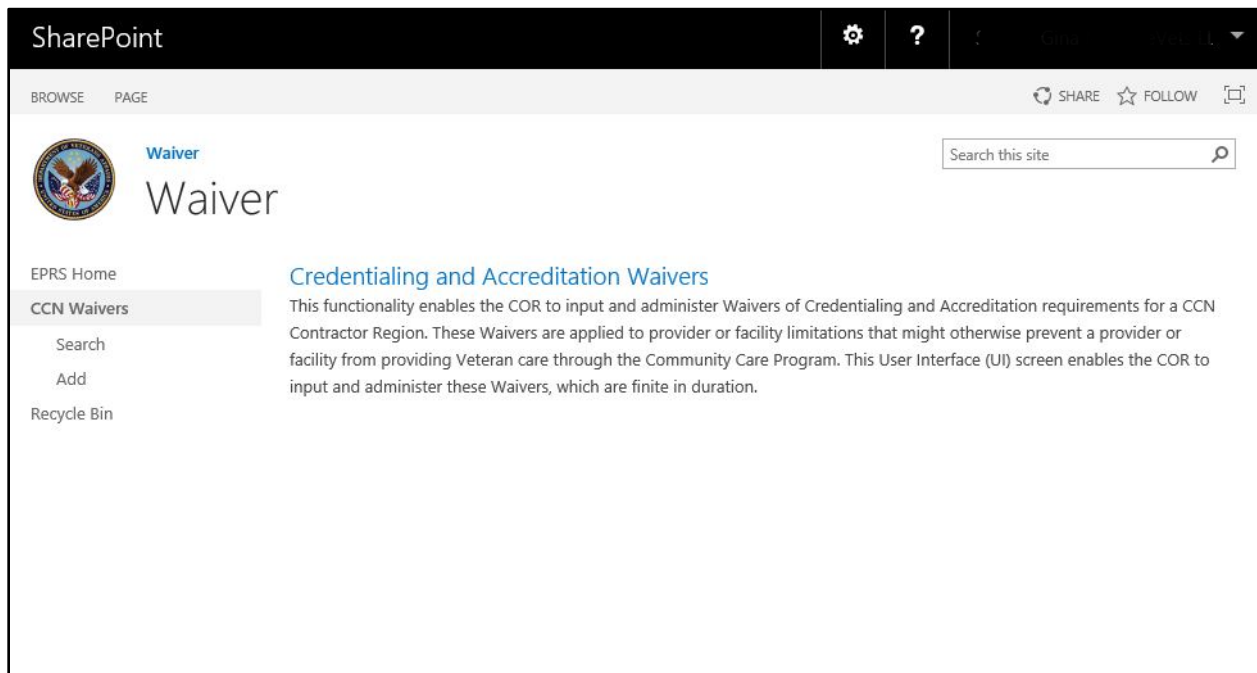 SharePoint
?
BROWSE PAGE SHARE FOLLOW
Waiver
Search this site
Waiver
EPRS Home
CCN Waivers
Search
Add
Recycle Bin
Credentialing and Accreditation Waivers
This functionality enables the COR to input and administer Waivers of Credentialing and Accreditation requirements for a CCN
Contractor Region. These Waivers are applied to provider or facility limitations that might otherwise prevent a provider or
facility from providing Veteran care through the Community Care Program. This User Interface (UI) screen enables the COR to
input and administer these Waivers, which are finite in duration.